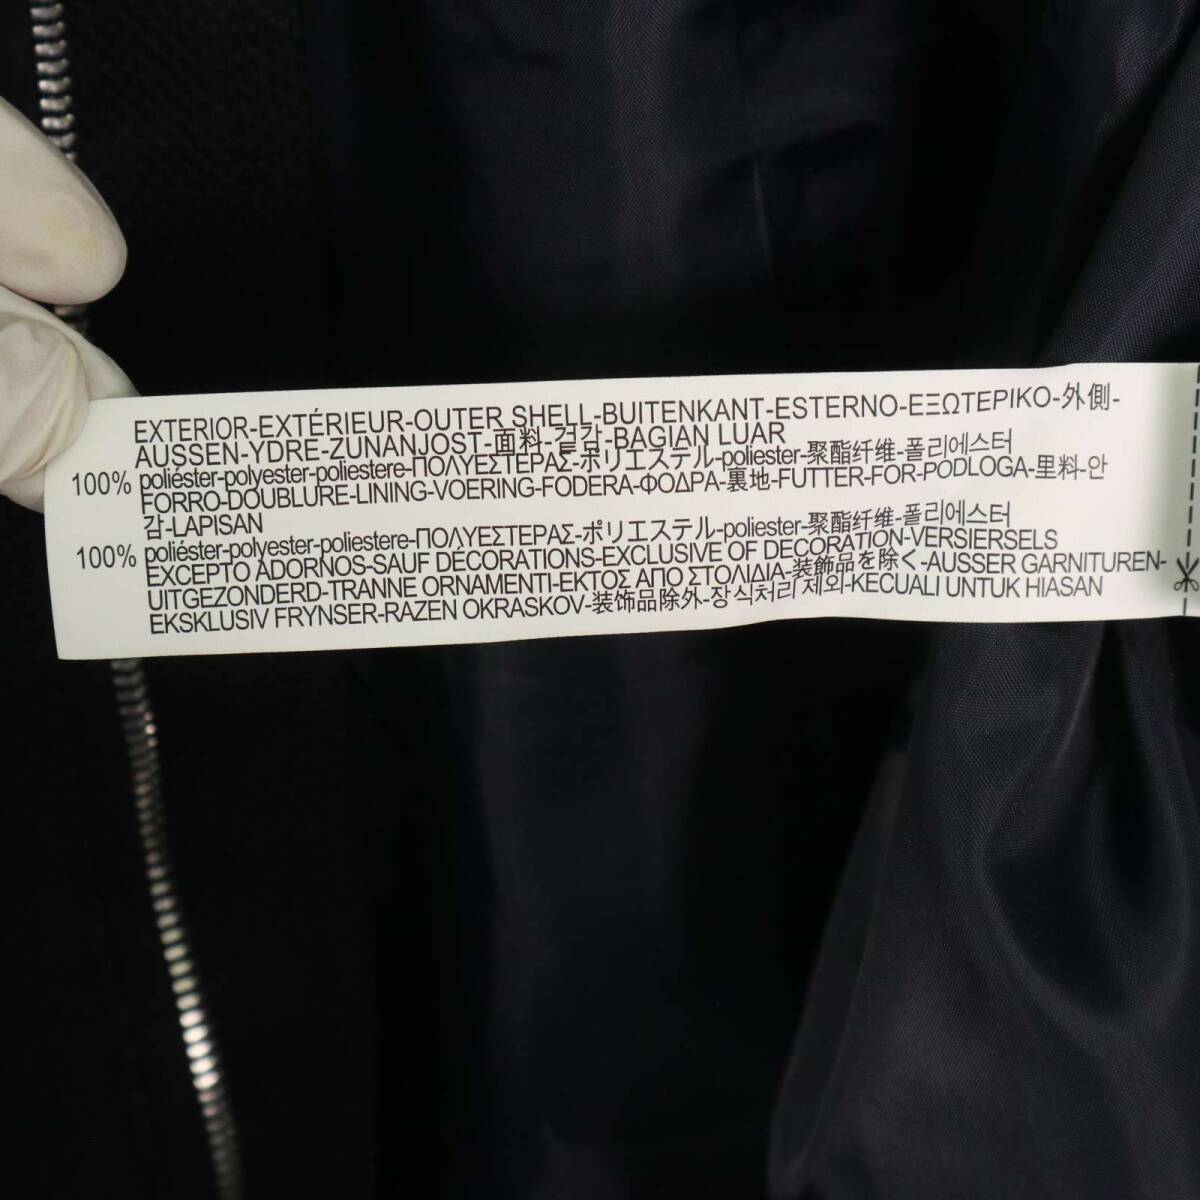 EXTERIOR-EXTÉRIEUR-OUTER SHELL-BUITENKANT-ESTERNO-ΕΞΩΤΕΡΙΚΟ-外側-
AUSSEN-YDRE-ZUNANJOST-面料-겉감-BAGIAN LUAR
100% poliéster-polyester-poliestere-ΠΟΛΥΕΣΤΕΡΑΣ-ポリエステル-poliester-聚酯纤维-폴리에스터
FORRO-DOUBLURE-LINING-VOERING-FODERA-ΦΟΔΡΑ-裏地-FUTTER-FOR-PODLOGA-里料-안
감-LAPISAN
100% poliéster-polyester-poliestere-ΠΟΛΥΕΣΤΕΡΑΣ-ポリエステル-poliester-聚酯纤维-폴리에스터
EXCEPTO ADORNOS-SAUF DÉCORATIONS-EXCLUSIVE OF DECORATION-VERSIERSELS
UITGEZONDERD-TRANNE ORNAMENTI-ΕΚΤΟΣ ΑΠΟ ΣΤΟΛΙΔΙΑ-装飾品を除く-AUSSER GARNITUREN-
EKSKLUSIV FRYNSER-RAZEN OKRASKOV-装饰品除外-장식처리 제외-KECUALI UNTUK HIASAN